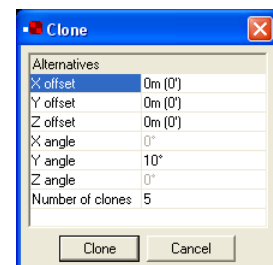 Clone
Alternatives
X offset 0m (0')
Y offset 0m (0')
Z offset 0m (0')
X angle 0°
Y angle 10°
Z angle 0°
Number of clones 5
Clone Cancel